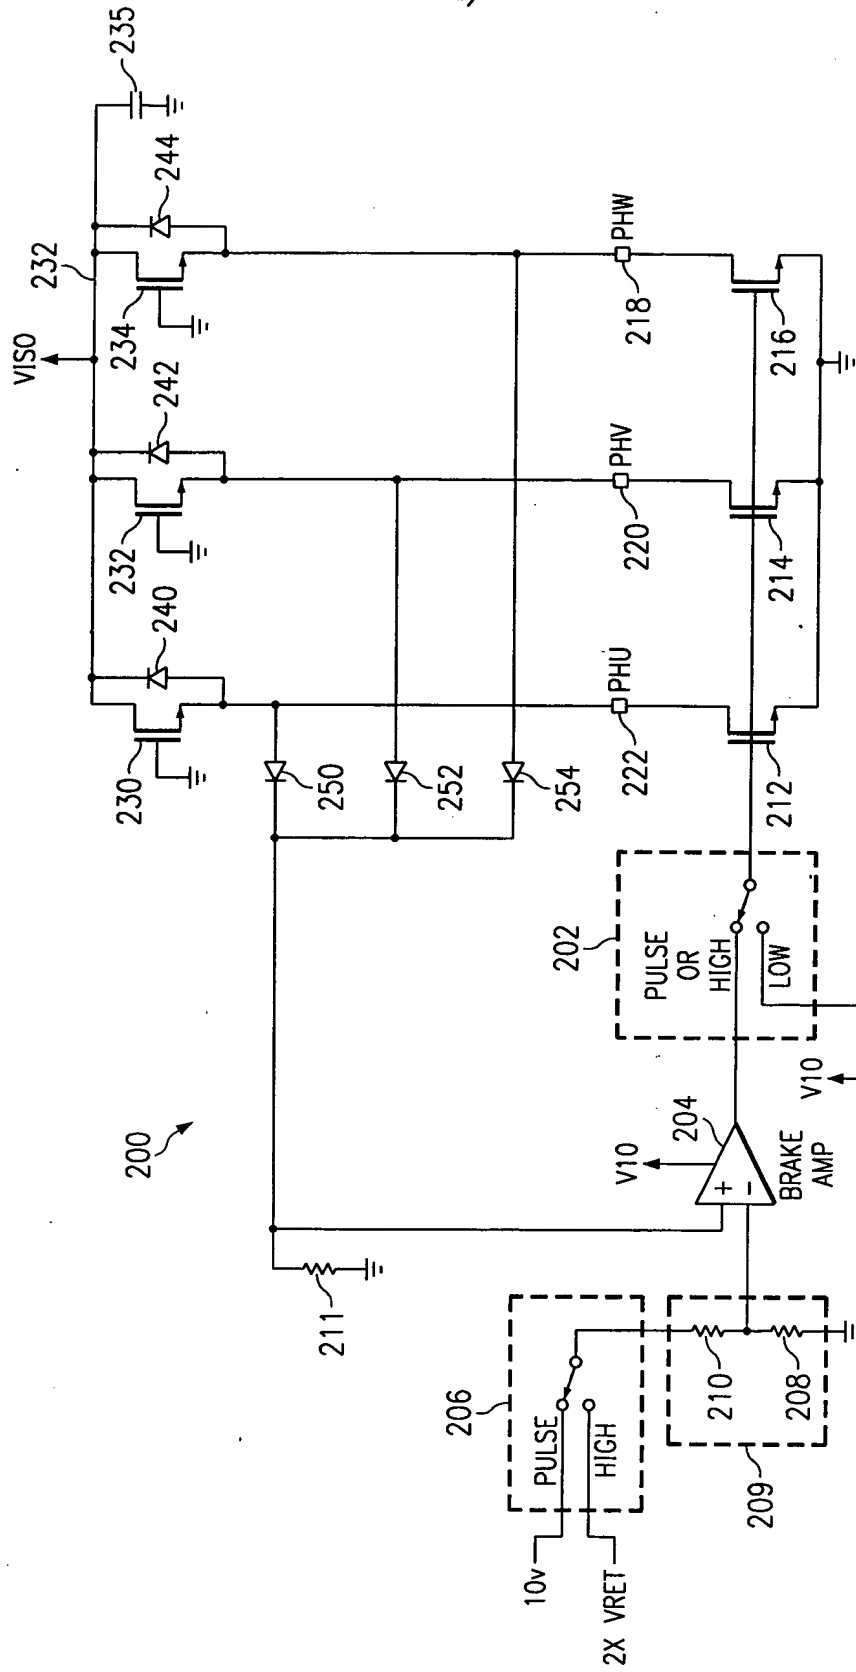 235
244
232
VISO
234
242
232
240
230
PHW
218
PHV
220
PHU
222
216
214
212
250
252
254
202
PULSE
OR
HIGH
LOW
V10
200
V10
204
+
−
BRAKE
AMP
211
206
PULSE
HIGH
210
208
209
10v
2X VRET